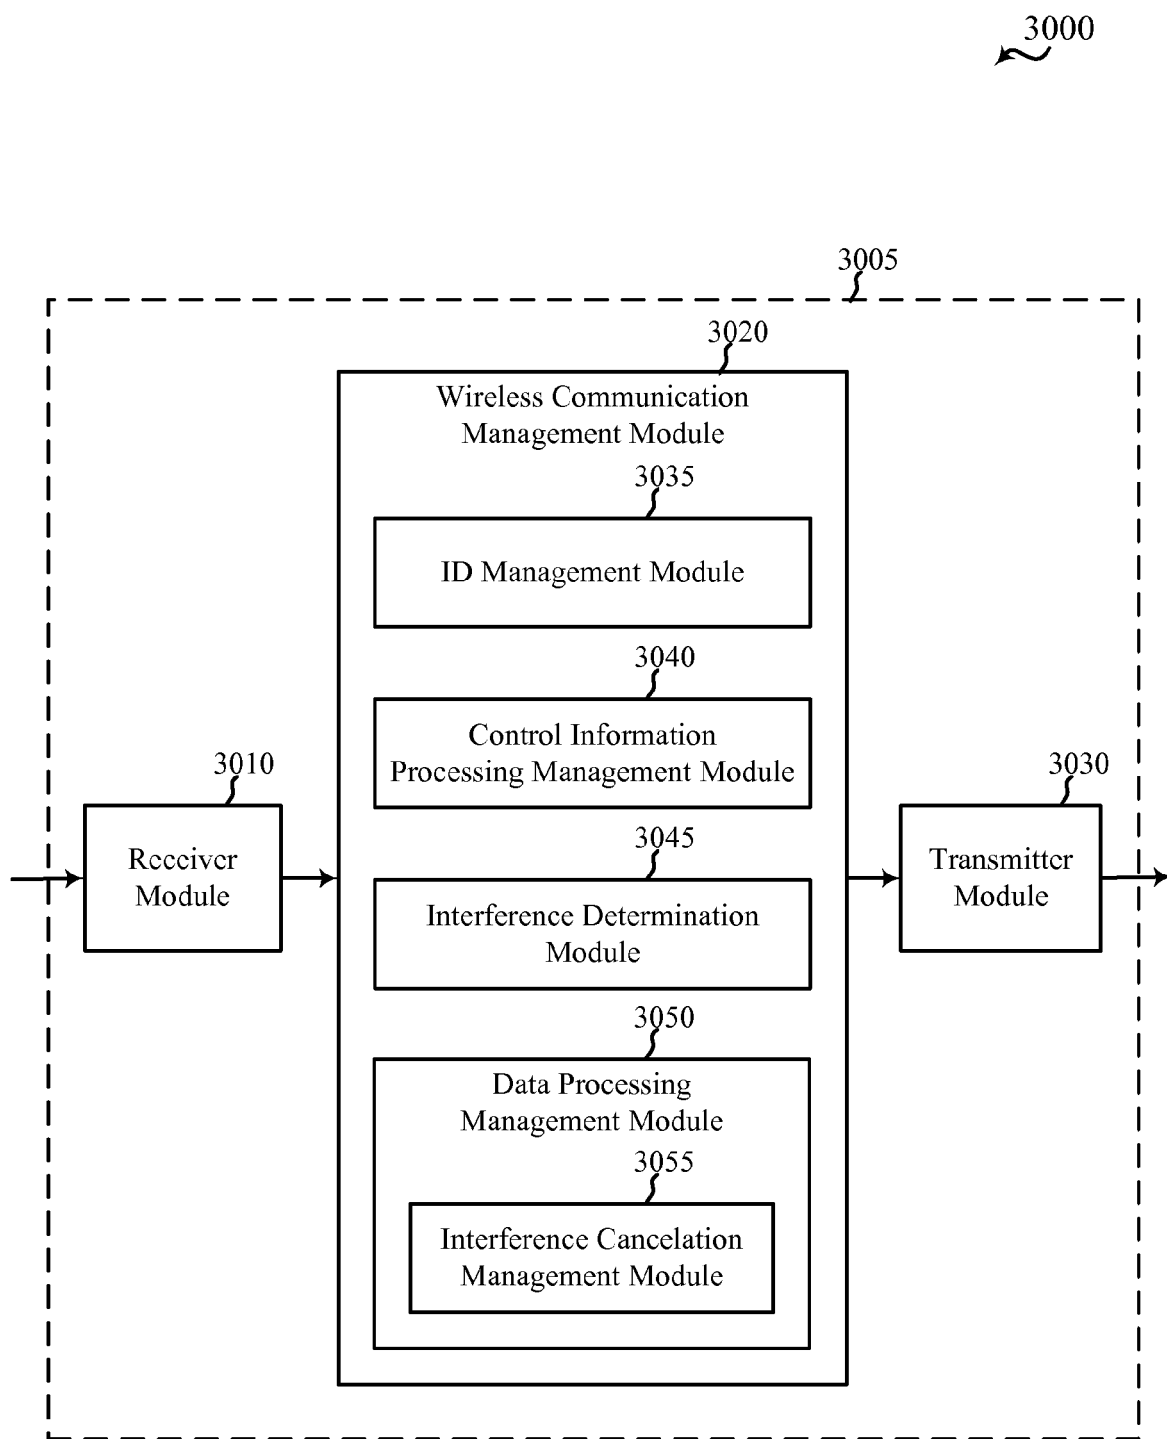 3000
3005
3020
Wireless Communication
Management Module
3035
ID Management Module
3040
Control Information
Processing Management Module
3010
Receiver
Module
3045
Interference Determination
Module
3030
Transmitter
Module
3050
Data Processing
Management Module
3055
Interference Cancelation
Management Module